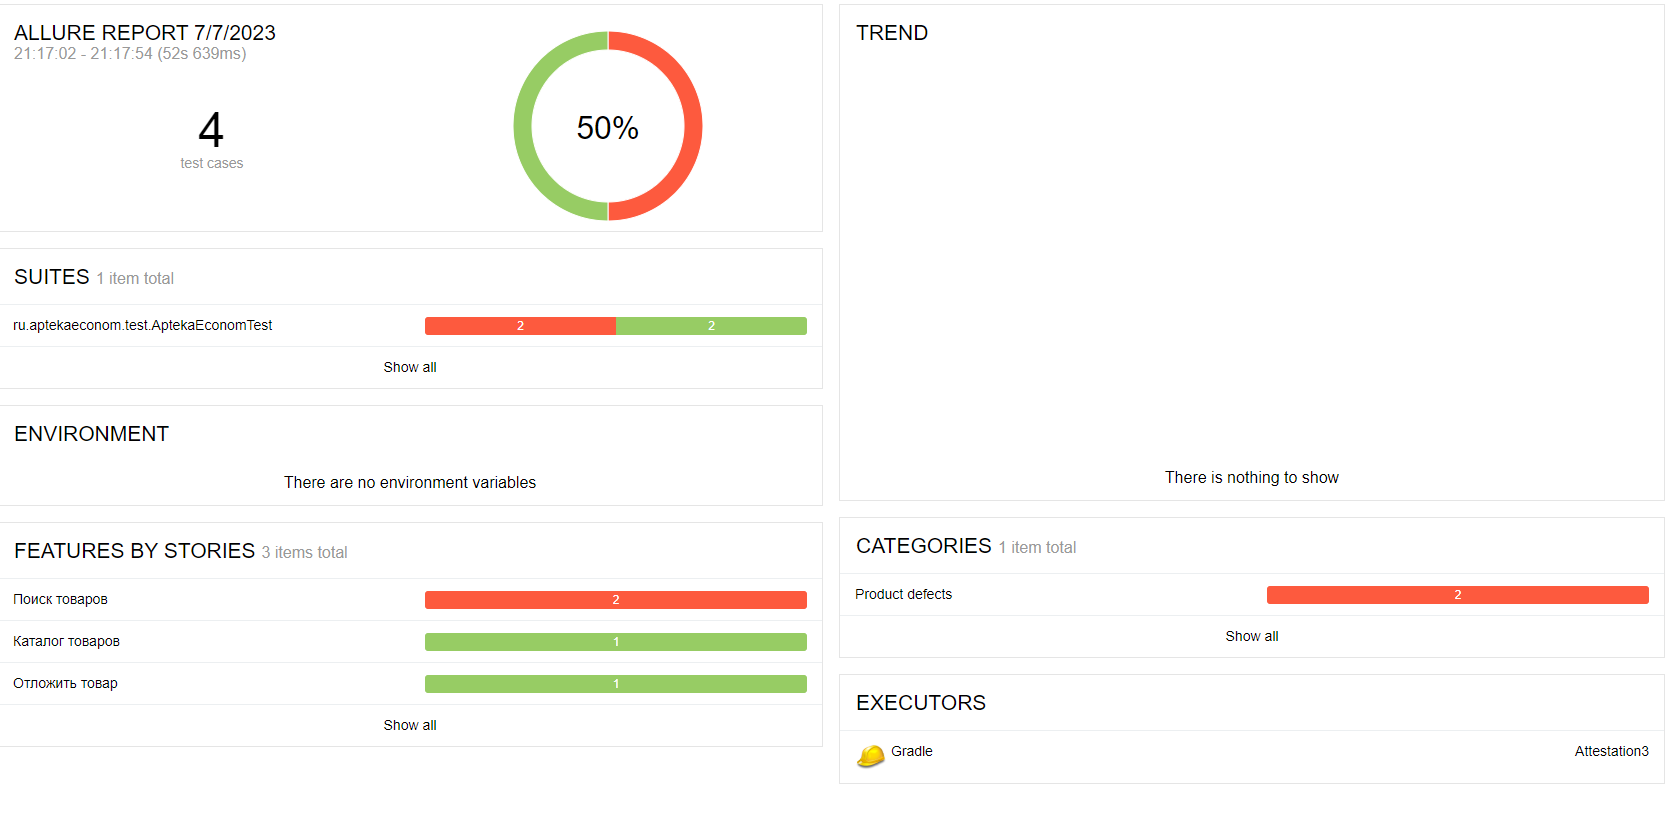 ALLURE REPORT 7/7/2023
21:17:02 - 21:17:54 (52s 639ms)
4
test cases
50%
SUITES 1 item total
ru.aptekaeconom.test.AptekaEconomTest 2 2
Show all
ENVIRONMENT
There are no environment variables
FEATURES BY STORIES 3 items total
Поиск товаров 2
Каталог товаров 1
Отложить товар 1
Show all
TREND
There is nothing to show
CATEGORIES 1 item total
Product defects 2
Show all
EXECUTORS
Gradle Attestation3